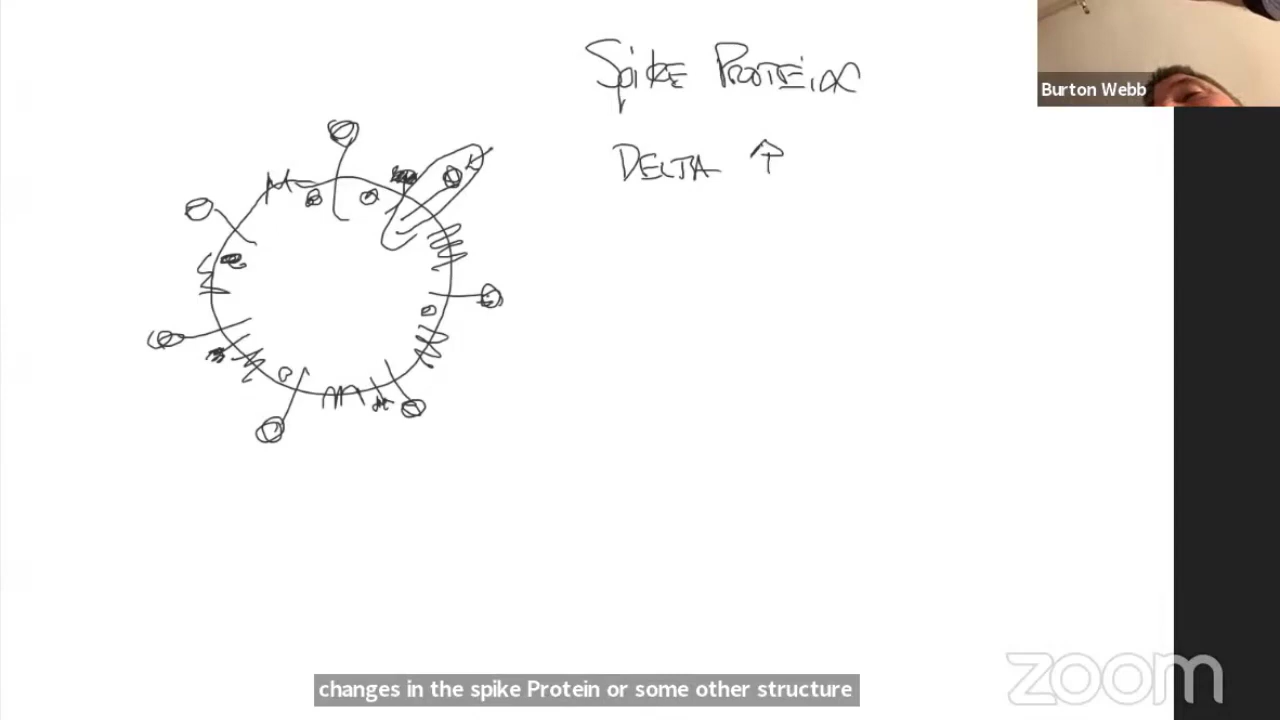 SPIKE PROTEIN
Burton Webb
DELTA ↑
changes in the spike Protein or some other structure
zoom